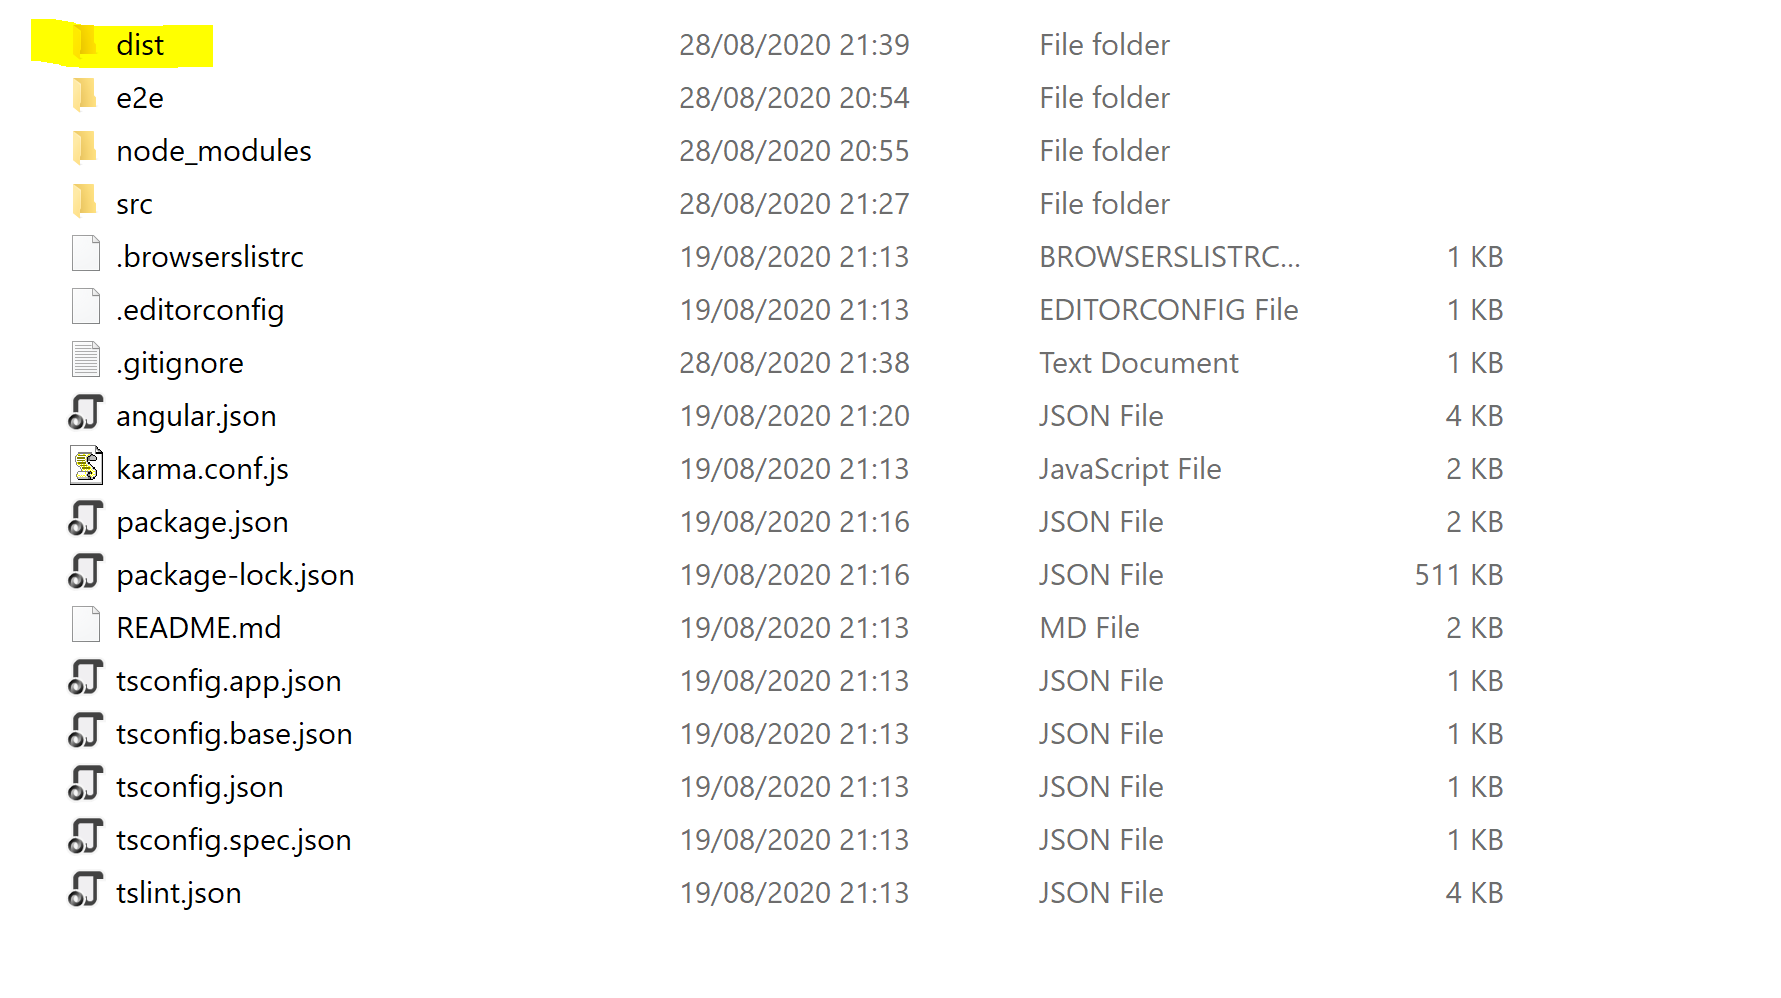 dist 28/08/2020 21:39 File folder
e2e 28/08/2020 20:54 File folder
node_modules 28/08/2020 20:55 File folder
src 28/08/2020 21:27 File folder
.browserslistrc 19/08/2020 21:13 BROWSERSLISTRC... 1 KB
.editorconfig 19/08/2020 21:13 EDITORCONFIG File 1 KB
.gitignore 28/08/2020 21:38 Text Document 1 KB
angular.json 19/08/2020 21:20 JSON File 4 KB
karma.conf.js 19/08/2020 21:13 JavaScript File 2 KB
package.json 19/08/2020 21:16 JSON File 2 KB
package-lock.json 19/08/2020 21:16 JSON File 511 KB
README.md 19/08/2020 21:13 MD File 2 KB
tsconfig.app.json 19/08/2020 21:13 JSON File 1 KB
tsconfig.base.json 19/08/2020 21:13 JSON File 1 KB
tsconfig.json 19/08/2020 21:13 JSON File 1 KB
tsconfig.spec.json 19/08/2020 21:13 JSON File 1 KB
tslint.json 19/08/2020 21:13 JSON File 4 KB